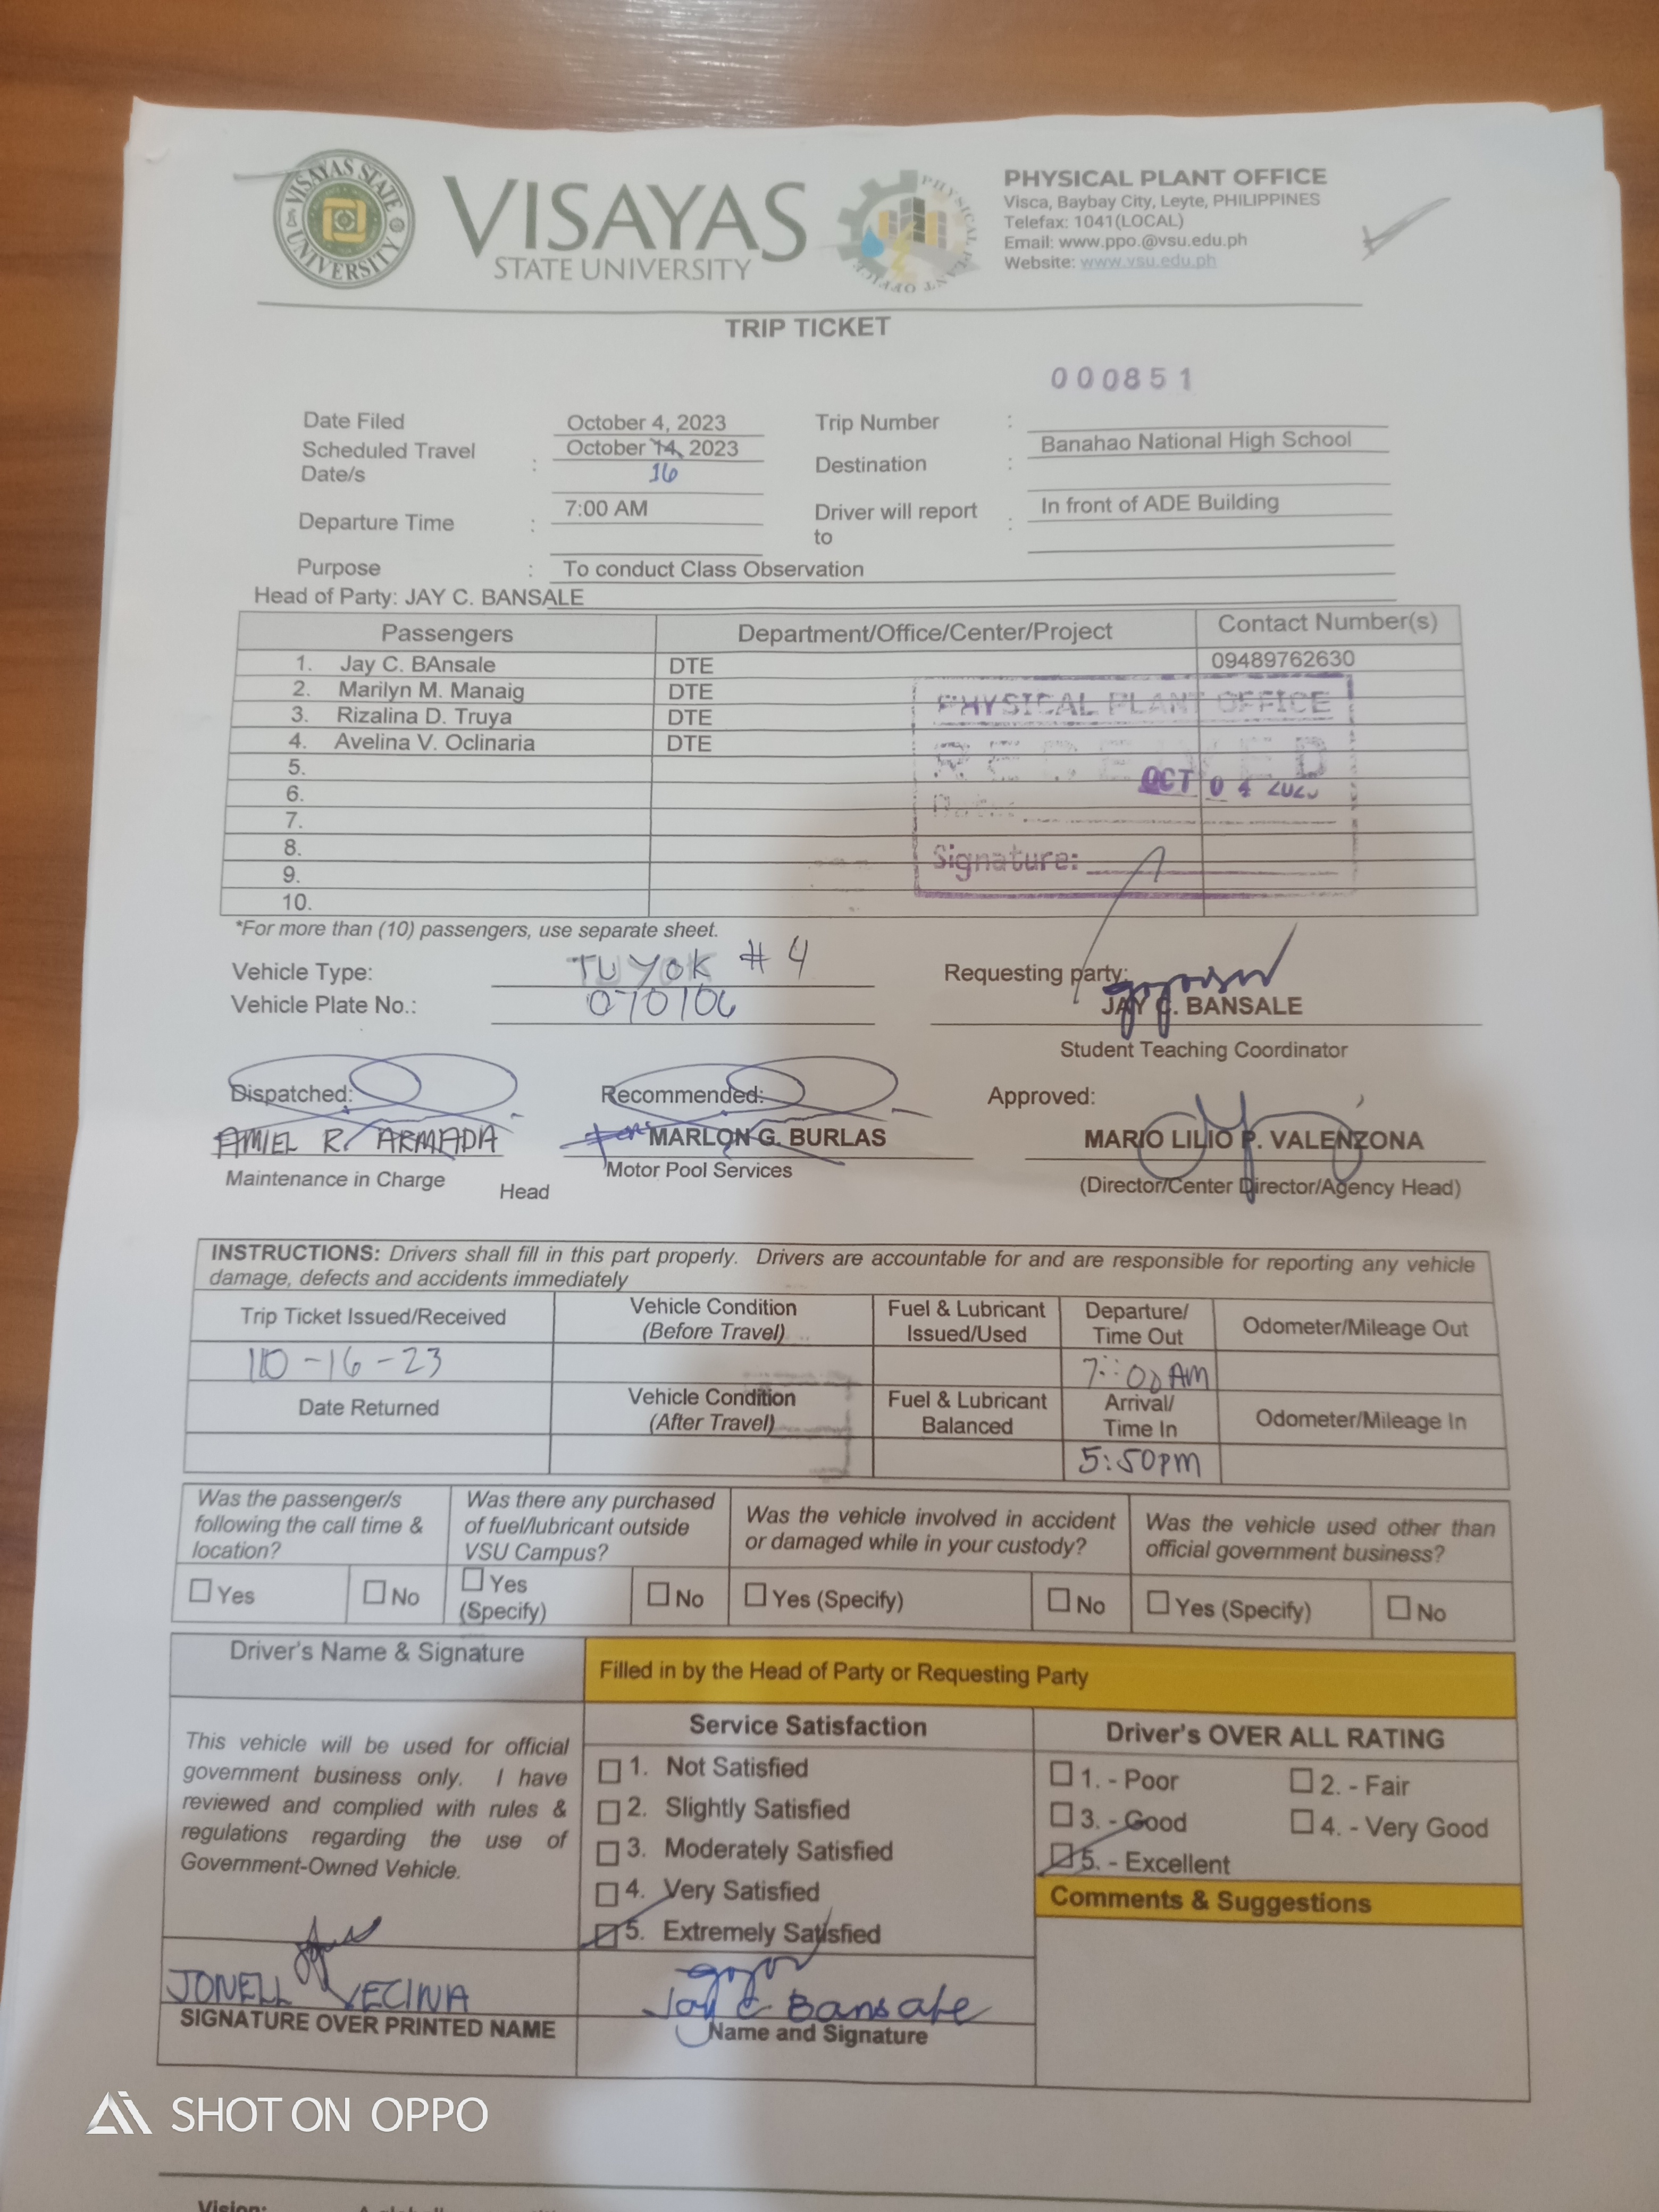 VISAYAS STATE UNIVERSITY
VISAYAS
STATE UNIVERSITY
PHYSICAL PLANT OFFICE
PHYSICAL PLANT OFFICE
Visca, Baybay City, Leyte, PHILIPPINES
Telefax: 1041(LOCAL)
Email: www.ppo.@vsu.edu.ph
Website: www.vsu.edu.ph
TRIP TICKET
000851
Date Filed October 4, 2023 Trip Number :
Scheduled Travel Date/s : October 14, 2023 Destination : Banahao National High School
16
Departure Time : 7:00 AM Driver will report to : In front of ADE Building
Purpose : To conduct Class Observation
Head of Party: JAY C. BANSALE
Passengers Department/Office/Center/Project Contact Number(s)
1. Jay C. BAnsale DTE 09489762630
2. Marilyn M. Manaig DTE
3. Rizalina D. Truya DTE
4. Avelina V. Oclinaria DTE
5.
6.
7.
8.
9.
10.
PHYSICAL PLANT OFFICE
RECEIVED
OCT 04 2023
Signature:
*For more than (10) passengers, use separate sheet.
Vehicle Type: TUYOK # 4 Requesting party:
Vehicle Plate No.: 070106 JAY C. BANSALE
Student Teaching Coordinator
Dispatched: Recommended: Approved:
AMIEL R. ARMADA for MARLON G. BURLAS MARIO LILIO P. VALENZONA
Maintenance in Charge Head Motor Pool Services (Director/Center Director/Agency Head)
INSTRUCTIONS: Drivers shall fill in this part properly. Drivers are accountable for and are responsible for reporting any vehicle
damage, defects and accidents immediately
Trip Ticket Issued/Received Vehicle Condition (Before Travel) Fuel & Lubricant Issued/Used Departure/ Time Out Odometer/Mileage Out
10-16-23 7:00 AM
Date Returned Vehicle Condition (After Travel) Fuel & Lubricant Balanced Arrival/ Time In Odometer/Mileage In
5:50pm
Was the passenger/s following the call time & location? Was there any purchased of fuel/lubricant outside VSU Campus? Was the vehicle involved in accident or damaged while in your custody? Was the vehicle used other than official government business?
Yes No Yes (Specify) No Yes (Specify) No Yes (Specify) No
Driver's Name & Signature Filled in by the Head of Party or Requesting Party
This vehicle will be used for official
government business only. I have
reviewed and complied with rules &
regulations regarding the use of
Government-Owned Vehicle.
Service Satisfaction
1. Not Satisfied
2. Slightly Satisfied
3. Moderately Satisfied
4. Very Satisfied
5. Extremely Satisfied
Driver's OVER ALL RATING
1. - Poor 2. - Fair
3. - Good 4. - Very Good
5. - Excellent
Comments & Suggestions
JONELL VECINA Jay C. Bansale
SIGNATURE OVER PRINTED NAME Name and Signature
SHOT ON OPPO
Vision: